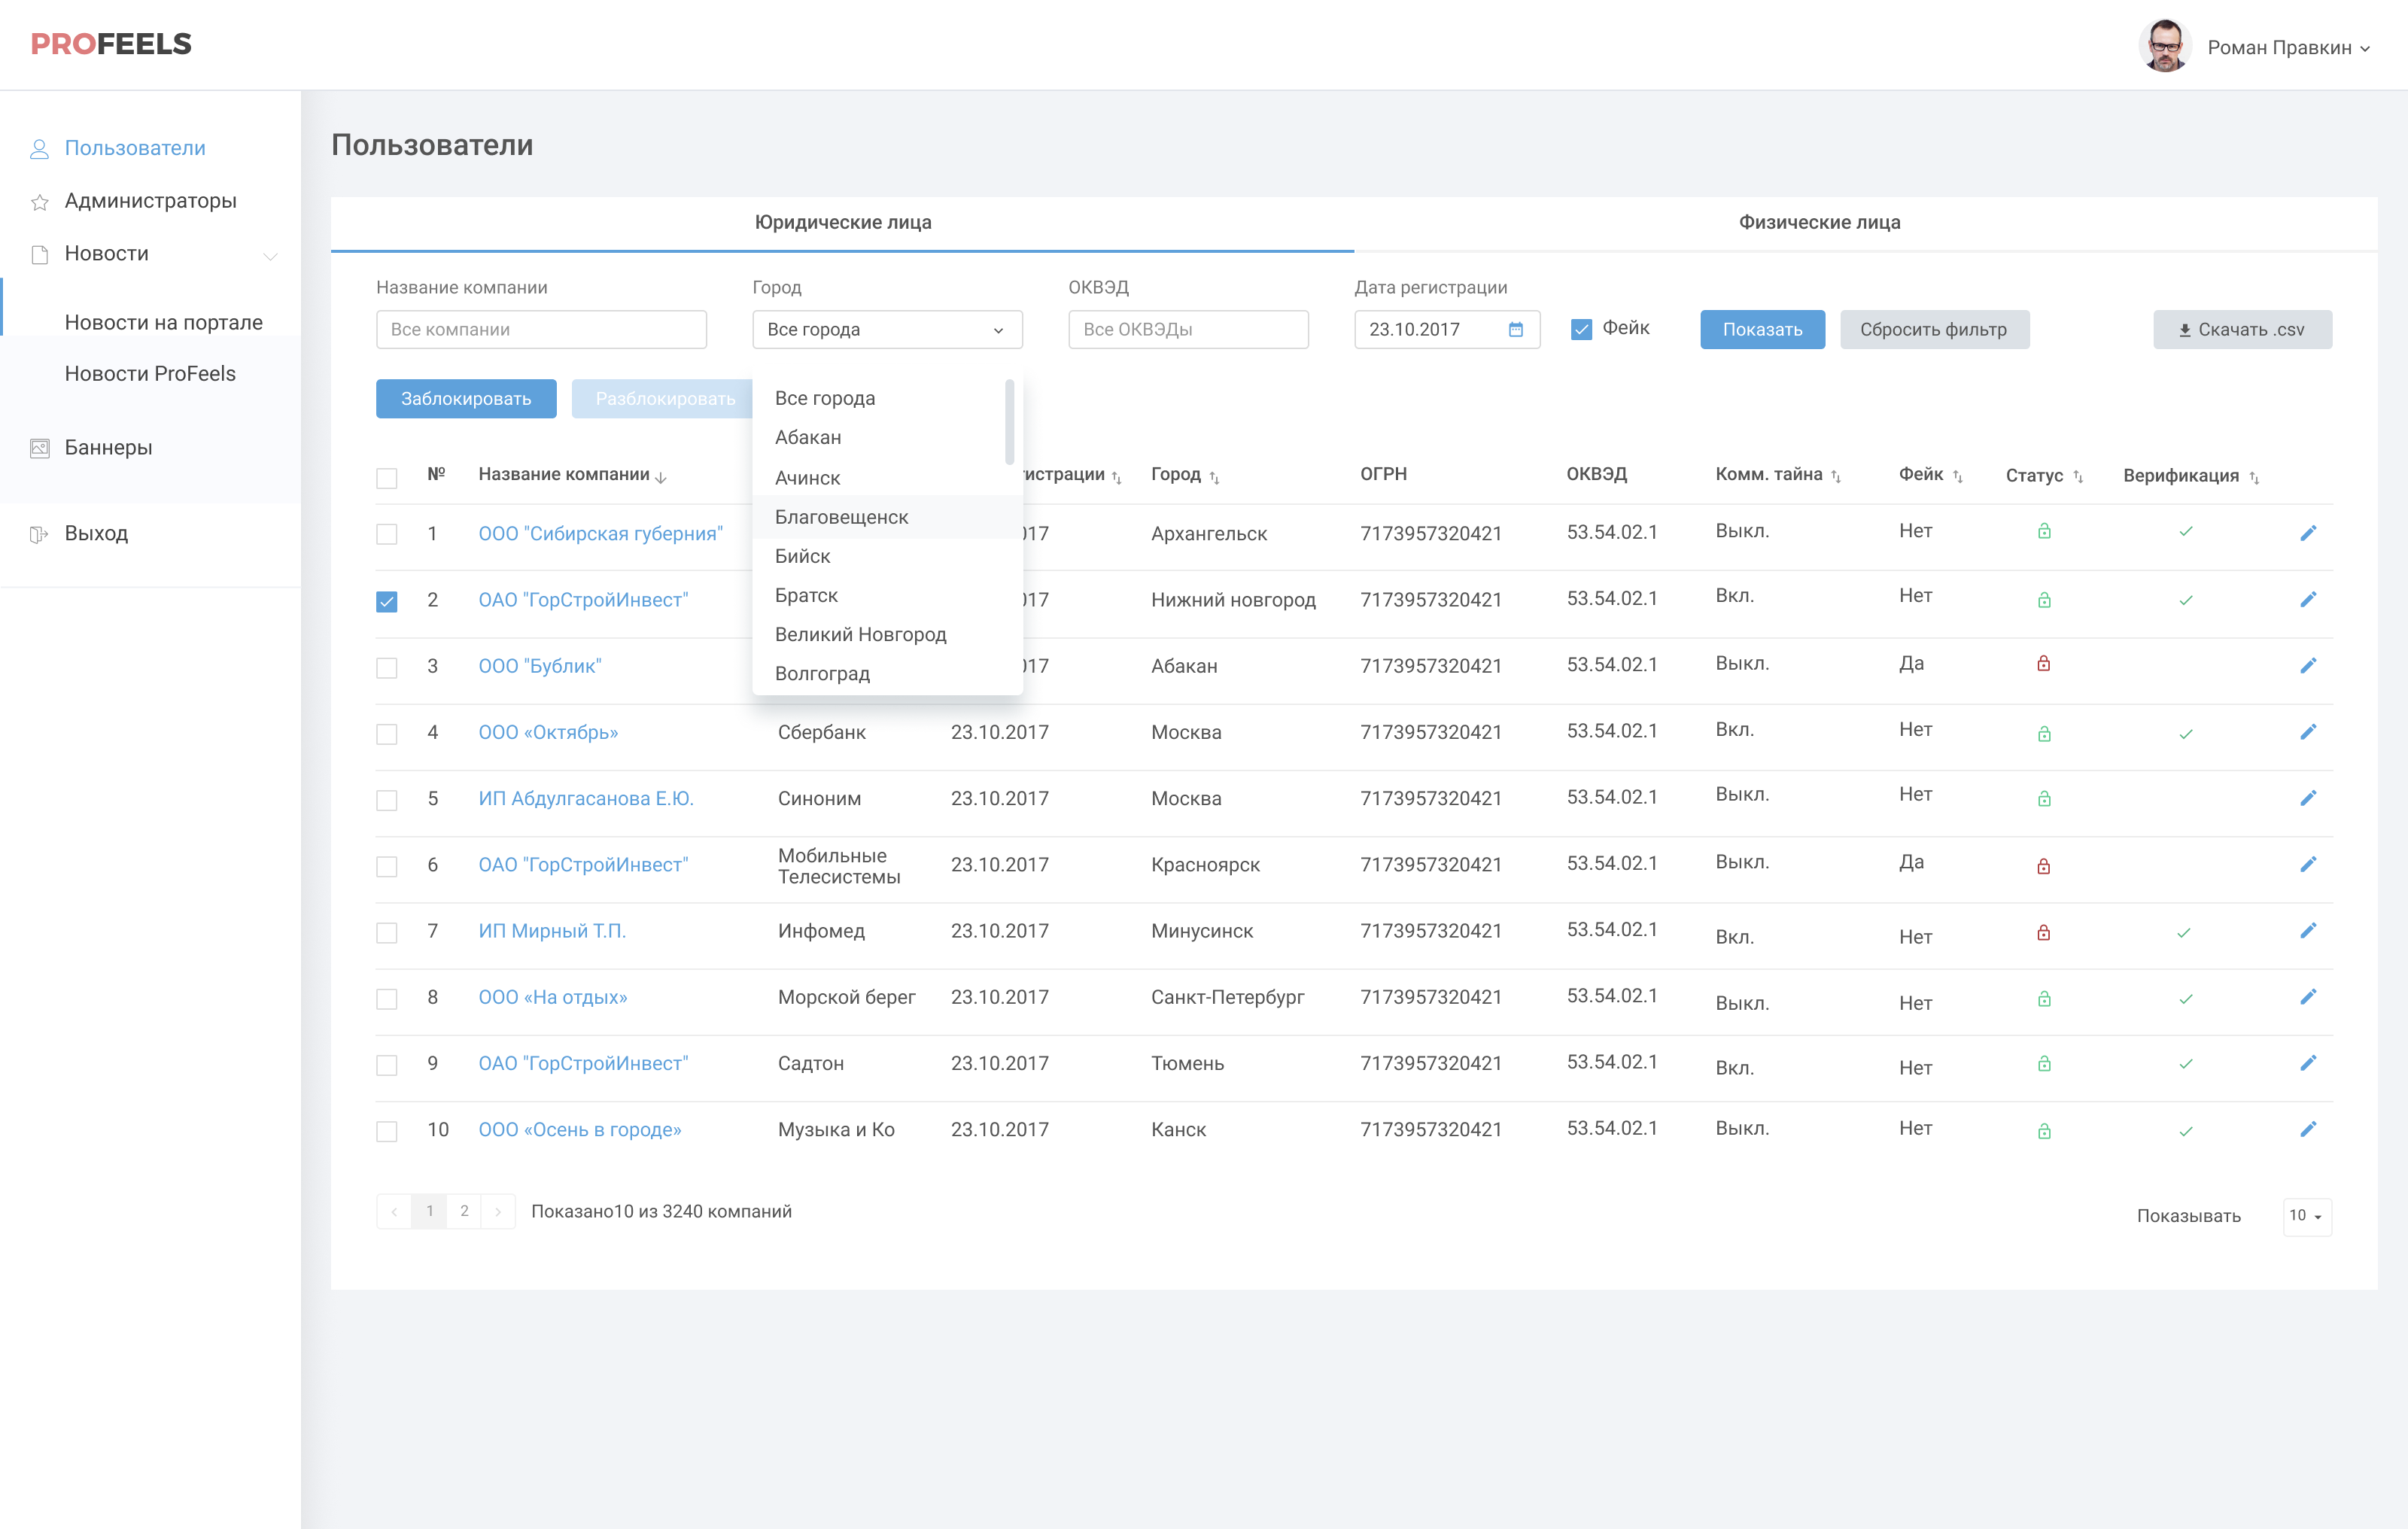 PROFEELS
Роман Правкин
Пользователи
Администраторы
Новости
Новости на портале
Новости ProFeels
Баннеры
Выход
Пользователи
Юридические лица Физические лица
Название компании Город ОКВЭД Дата регистрации
Все компании Все города Все ОКВЭДы 23.10.2017 Фейк Показать Сбросить фильтр Скачать .csv
Заблокировать Разблокировать
Все города
Абакан
Ачинск
Благовещенск
Бийск
Братск
Великий Новгород
Волгоград
№ Название компании истрации Город ОГРН ОКВЭД Комм. тайна Фейк Статус Верификация
1 ООО "Сибирская губерния" 17 Архангельск 7173957320421 53.54.02.1 Выкл. Нет
2 ОАО "ГорСтройИнвест" 17 Нижний новгород 7173957320421 53.54.02.1 Вкл. Нет
3 ООО "Бублик" 17 Абакан 7173957320421 53.54.02.1 Выкл. Да
4 ООО «Октябрь» Сбербанк 23.10.2017 Москва 7173957320421 53.54.02.1 Вкл. Нет
5 ИП Абдулгасанова Е.Ю. Синоним 23.10.2017 Москва 7173957320421 53.54.02.1 Выкл. Нет
6 ОАО "ГорСтройИнвест" Мобильные Телесистемы 23.10.2017 Красноярск 7173957320421 53.54.02.1 Выкл. Да
7 ИП Мирный Т.П. Инфомед 23.10.2017 Минусинск 7173957320421 53.54.02.1 Вкл. Нет
8 ООО «На отдых» Морской берег 23.10.2017 Санкт-Петербург 7173957320421 53.54.02.1 Выкл. Нет
9 ОАО "ГорСтройИнвест" Садтон 23.10.2017 Тюмень 7173957320421 53.54.02.1 Вкл. Нет
10 ООО «Осень в городе» Музыка и Ко 23.10.2017 Канск 7173957320421 53.54.02.1 Выкл. Нет
1 2 Показано10 из 3240 компаний Показывать 10